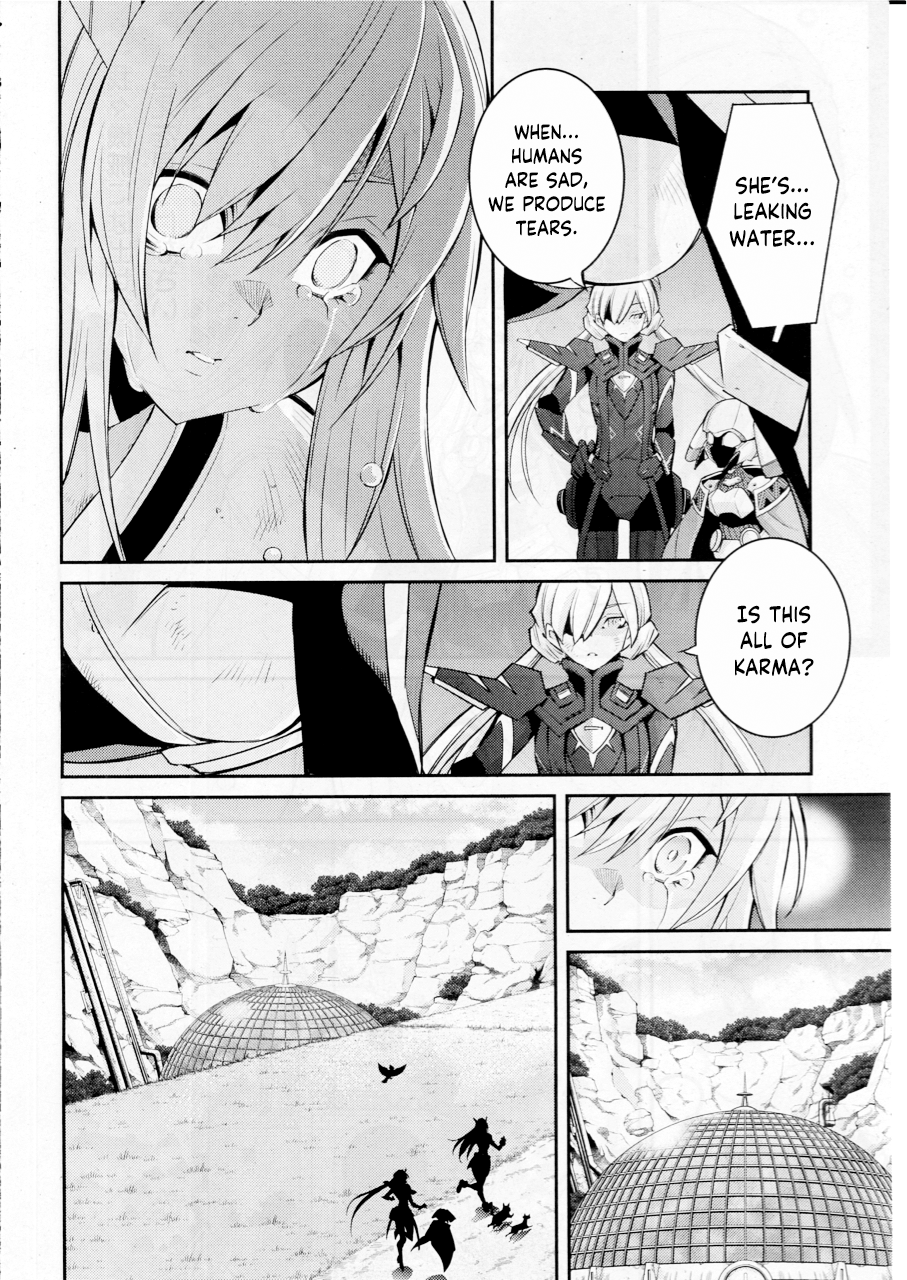 SHE'S...
LEAKING
WATER...
WHEN...
HUMANS
ARE SAD,
WE PRODUCE
TEARS.
IS THIS
ALL OF
KARMA?